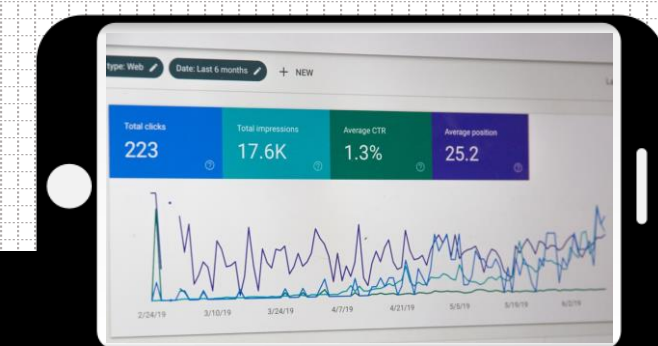 type: Web
Date: Last 6 months
+ NEW
Total clicks
223
Total impressions
17.6K
Average CTR
1.3%
Average position
25.2
2/24/19
3/10/19
3/24/19
4/7/19
4/21/19
5/5/19
5/19/19
6/2/19